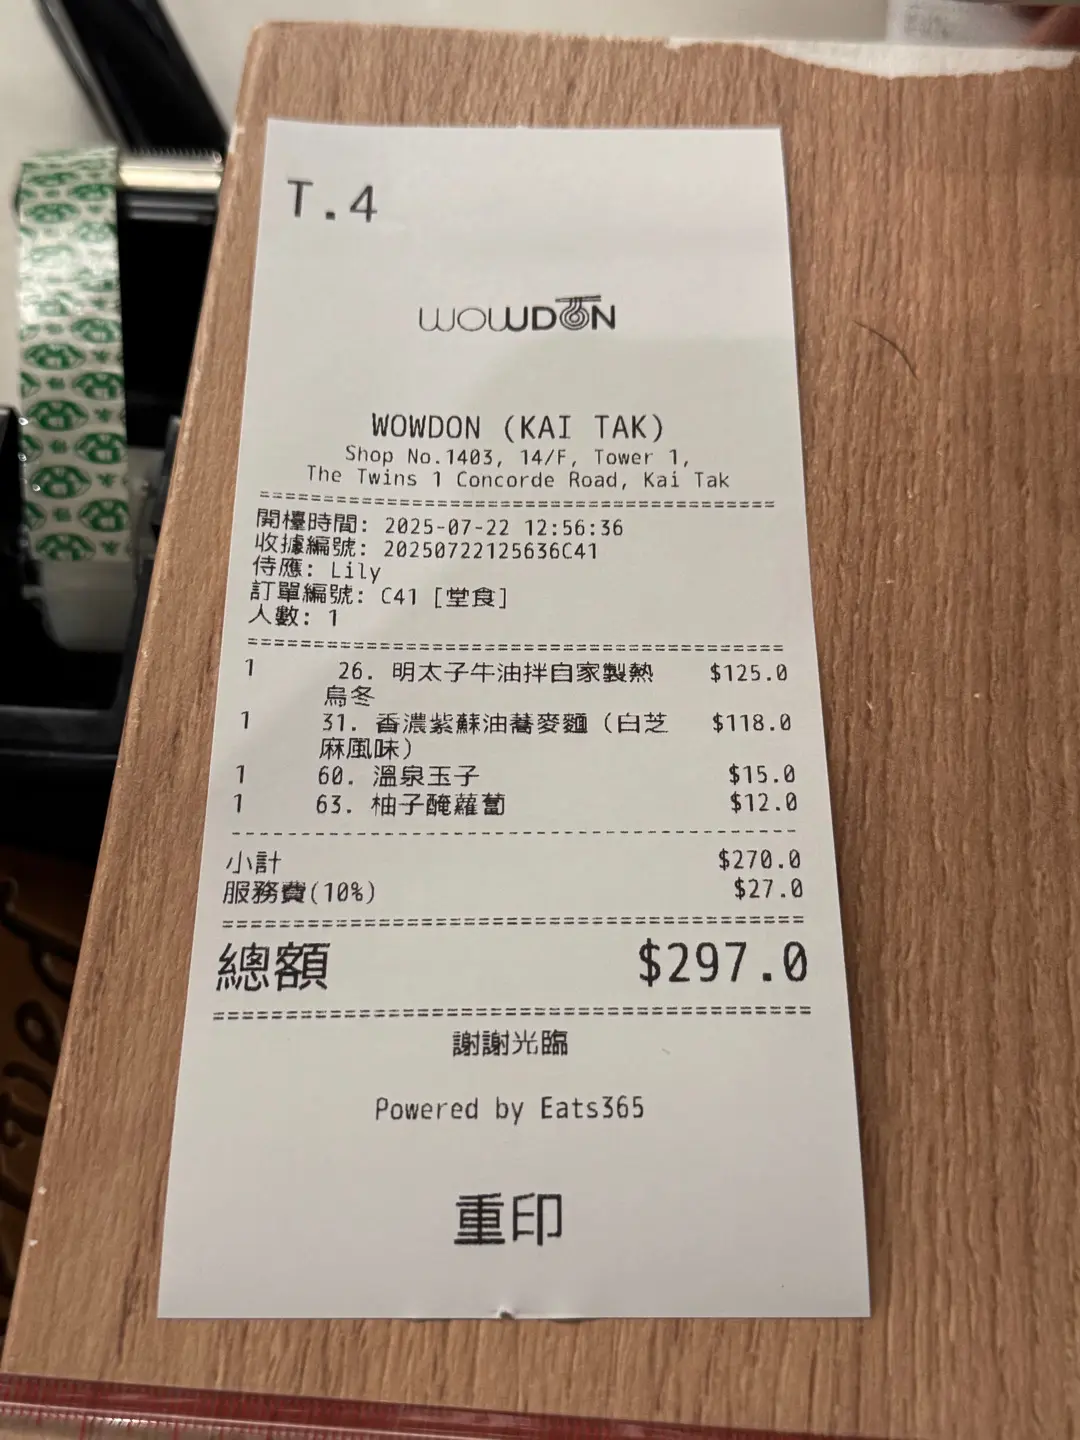 T.4
WOWDON
WOWDON (KAI TAK)
Shop No.1403, 14/F, Tower 1,
The Twins 1 Concorde Road, Kai Tak
開檯時間: 2025-07-22 12:56:36
收據編號: 20250722125636C41
侍應: Lily
訂單編號: C41 [堂食]
人數: 1
1 26. 明太子牛油拌自家製熱 $125.0
烏冬
1 31. 香濃紫蘇油蕎麥麵（白芝 $118.0
麻風味）
1 60. 溫泉玉子 $15.0
1 63. 柚子醃蘿蔔 $12.0
小計 $270.0
服務費(10%) $27.0
總額 $297.0
謝謝光臨
Powered by Eats365
重印